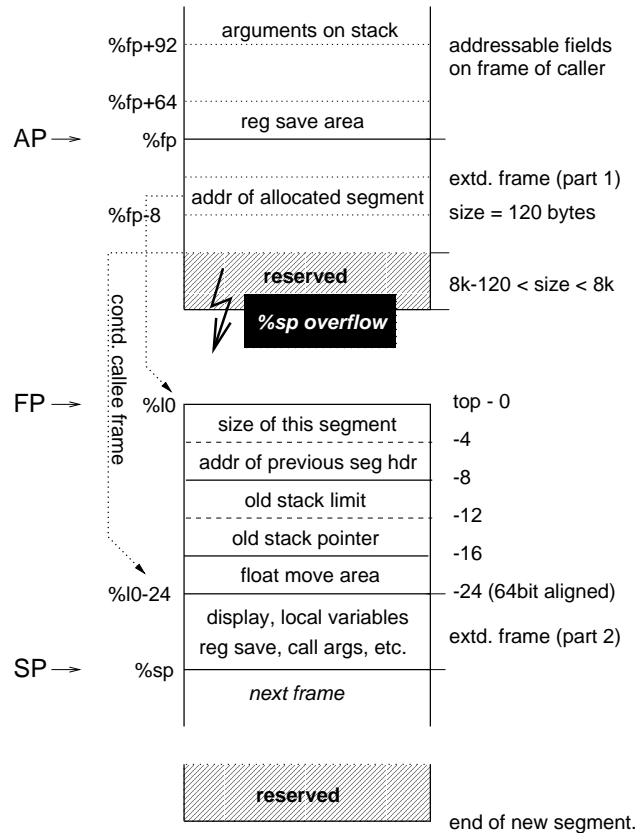 arguments on stack
%fp+92
addressable fields
on frame of caller
%fp+64
reg save area
AP
%fp
extd. frame (part 1)
addr of allocated segment
%fp-8
size = 120 bytes
reserved
8k-120 < size < 8k
%sp overflow
contd. callee frame
FP
%l0
top - 0
size of this segment
-4
addr of previous seg hdr
-8
old stack limit
-12
old stack pointer
-16
float move area
%l0-24
-24 (64bit aligned)
display, local variables
reg save, call args, etc.
extd. frame (part 2)
SP
%sp
next frame
reserved
end of new segment.